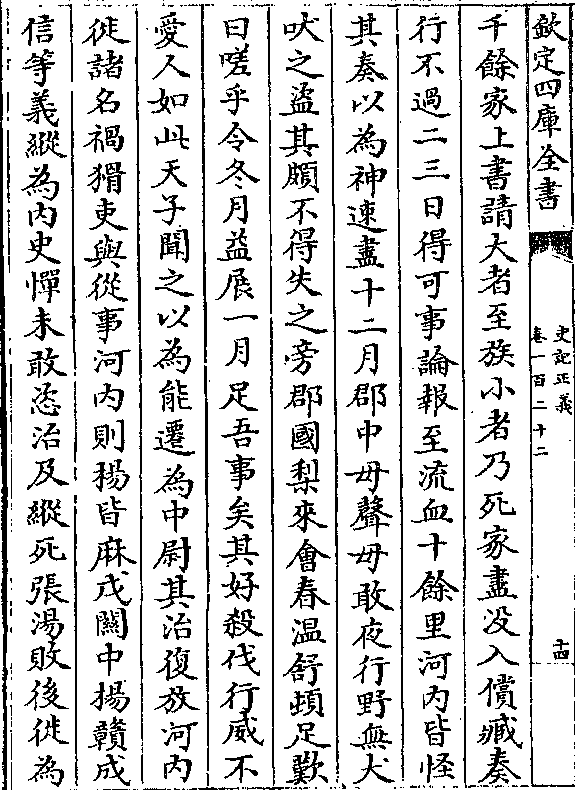 欽定四庫全書
史記正義
卷一百二十二
十四
千餘家上書請大者至族小者乃死家盡没入償臧奏
行不過二三日得可事論報至流血十餘里河内皆怪
其奏以為神速盡十二月郡中毋聲毋敢夜行野無犬
吠之盜其頗不得失之旁郡國梨來會春温舒頓足歎
曰嗟乎令冬月益展一月足吾事矣其好殺伐行威不
愛人如此天子聞之以為能遷為中尉其治復放河内
徙諸名禍猾吏與從事河内則楊皆麻戊關中揚贛成
信等義縱為内史憚未敢恣治及縱死張湯敗後徙為